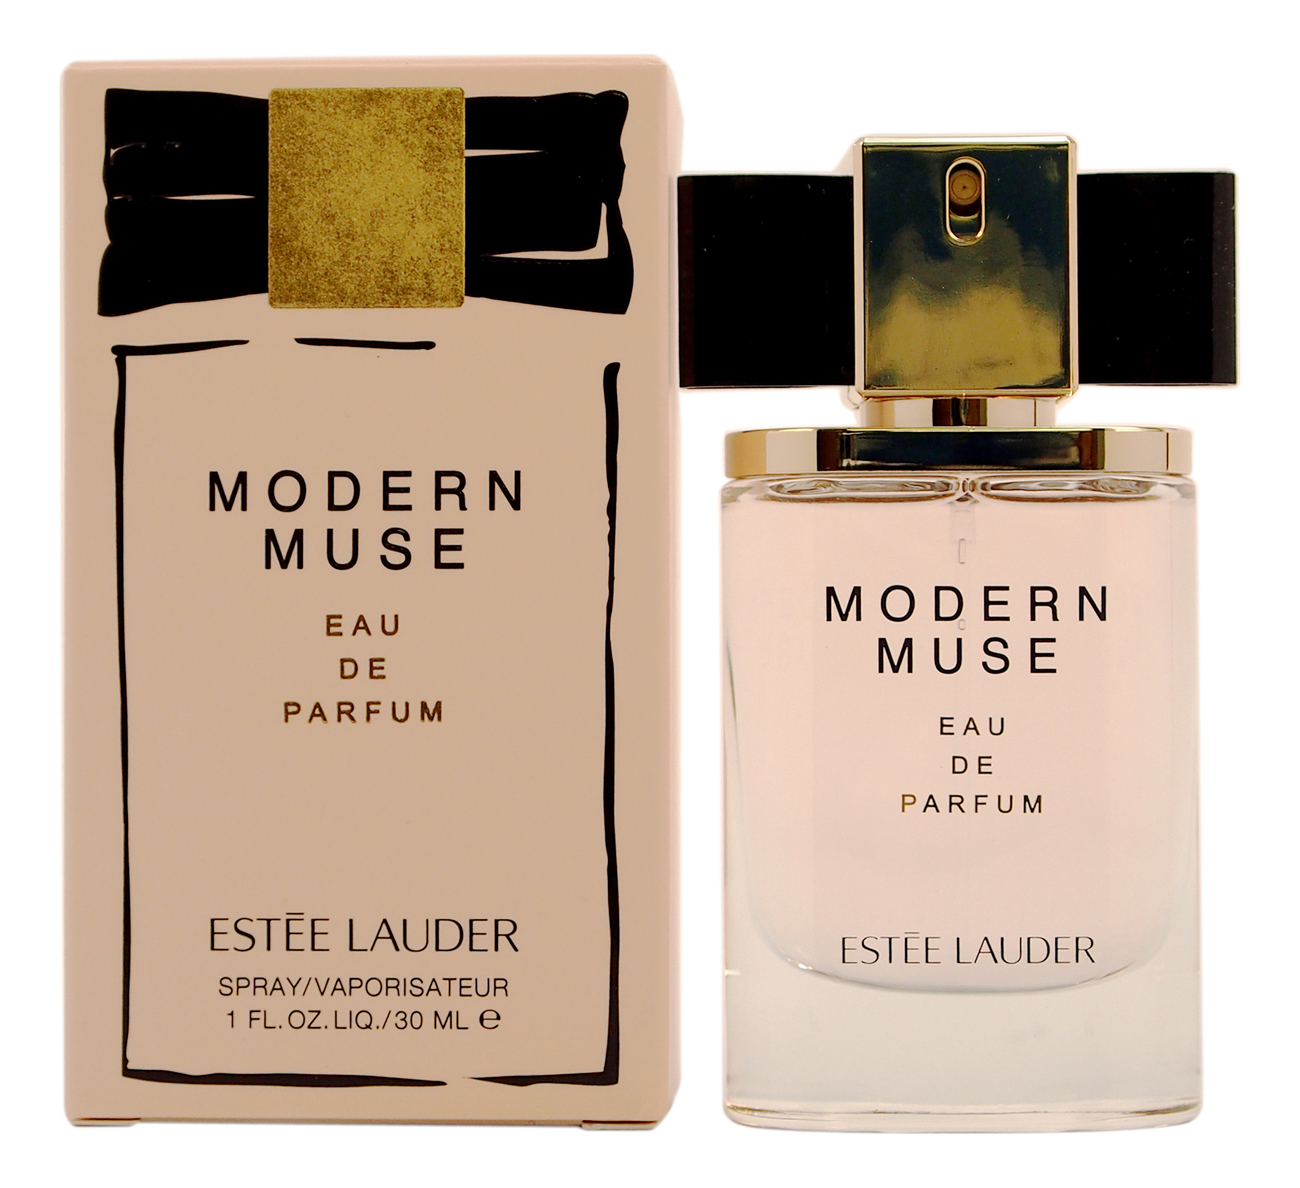 MODERN
MUSE
EAU
DE
PARFUM
ESTĒE LAUDER
SPRAY/VAPORISATEUR
1 FL.OZ.LIQ./30 ML ℮
MODERN
MUSE
EAU
DE
PARFUM
ESTĒE LAUDER